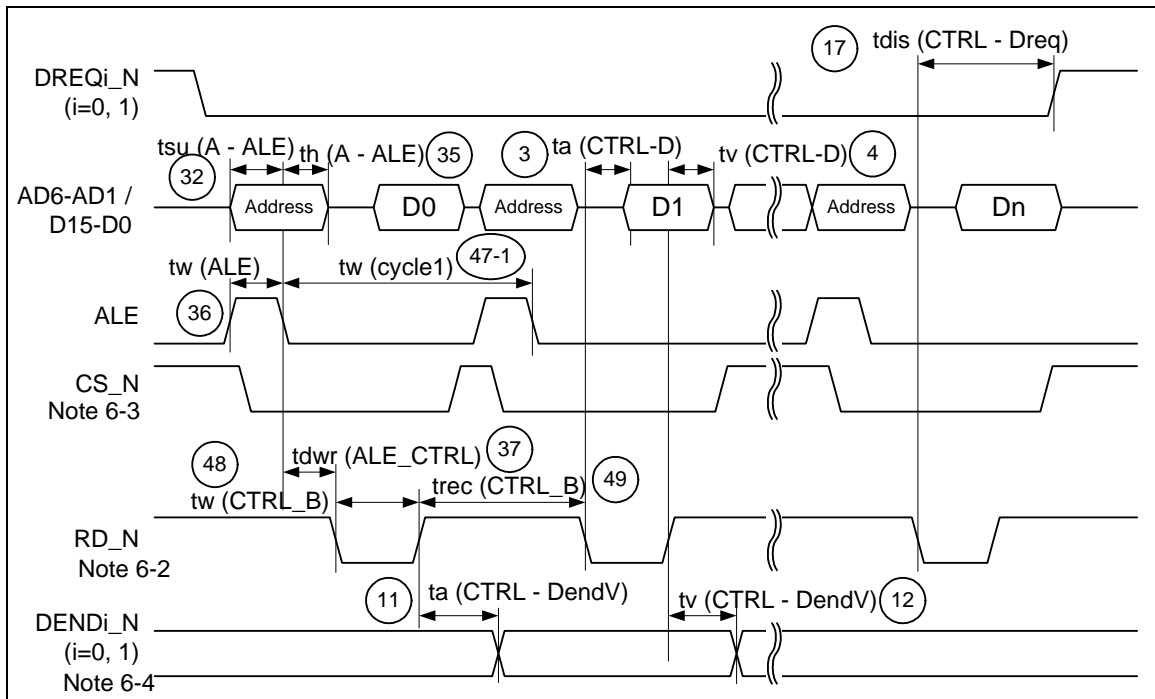 17
tdis (CTRL - Dreq)
DREQi_N
(i=0, 1)
tsu (A - ALE)
th (A - ALE)
35
3
ta (CTRL-D)
tv (CTRL-D)
4
32
AD6-AD1 /
D15-D0
Address
D0
Address
D1
Address
Dn
47-1
tw (ALE)
tw (cycle1)
36
ALE
CS_N
Note 6-3
48
tdwr (ALE_CTRL)
37
tw (CTRL_B)
trec (CTRL_B)
49
RD_N
Note 6-2
11
ta (CTRL - DendV)
tv (CTRL - DendV)
12
DENDi_N
(i=0, 1)
Note 6-4